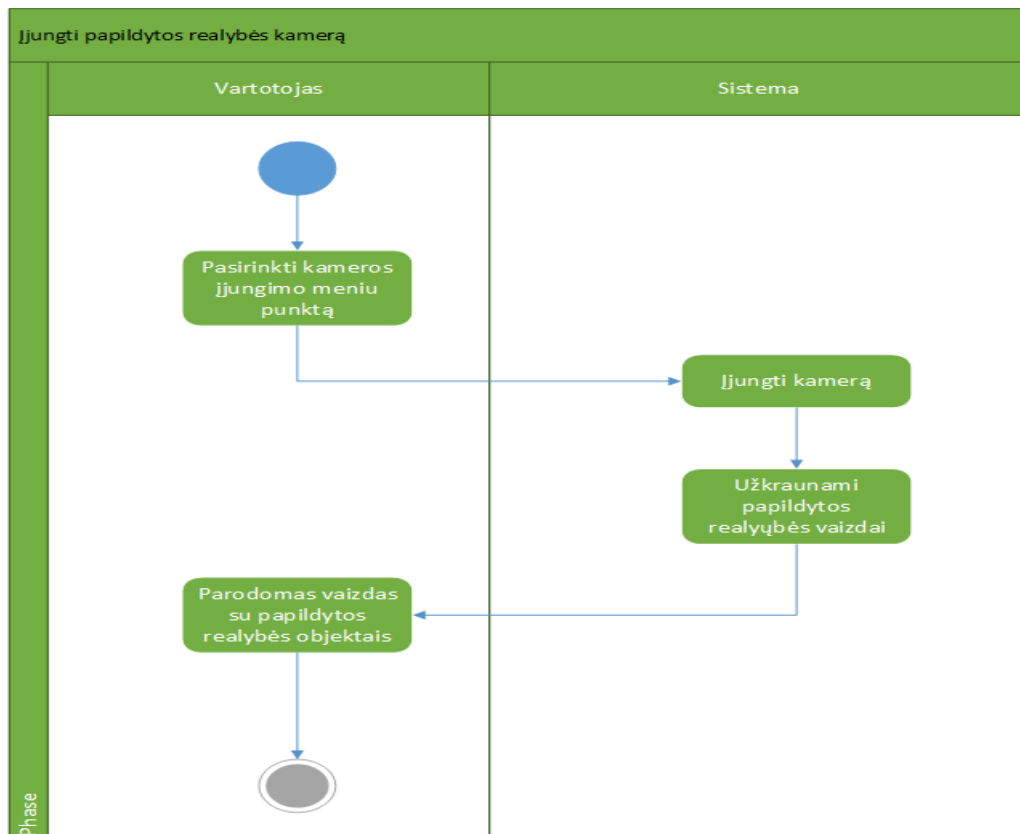 Įjungti papildytos realybės kamerą
Vartotojas
Sistema
Pasirinkti kameros
įjungimo meniu
punktą
Įjungti kamerą
Užkraunami
papildytos
realyųbės vaizdai
Parodomas vaizdas
su papildytos
realybės objektais
Phase